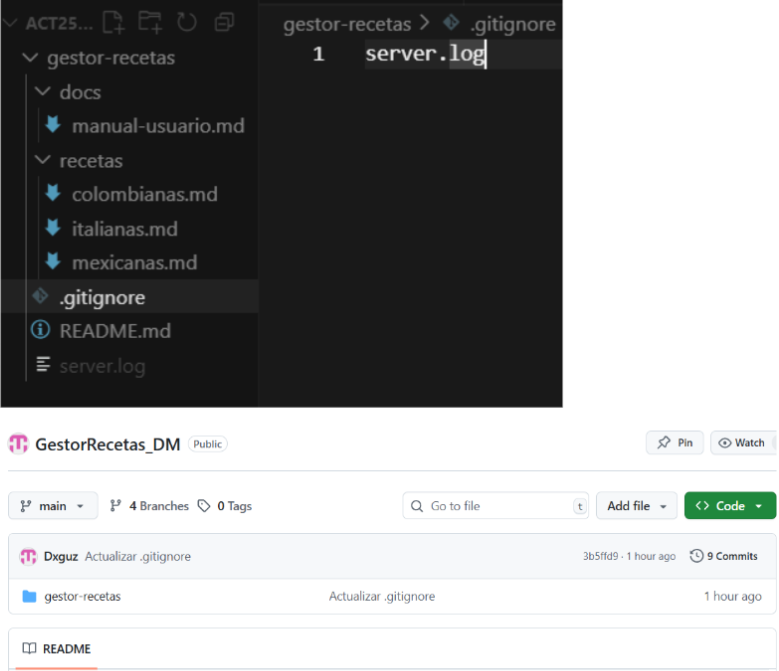 ACT25...
gestor-recetas
docs
manual-usuario.md
recetas
colombianas.md
italianas.md
mexicanas.md
.gitignore
README.md
server.log
gestor-recetas > .gitignore
1 server.log
GestorRecetas_DM Public
Pin Watch
main 4 Branches 0 Tags Go to file t Add file <> Code
Dxguz Actualizar .gitignore 3b5ffd9 · 1 hour ago 9 Commits
gestor-recetas Actualizar .gitignore 1 hour ago
README